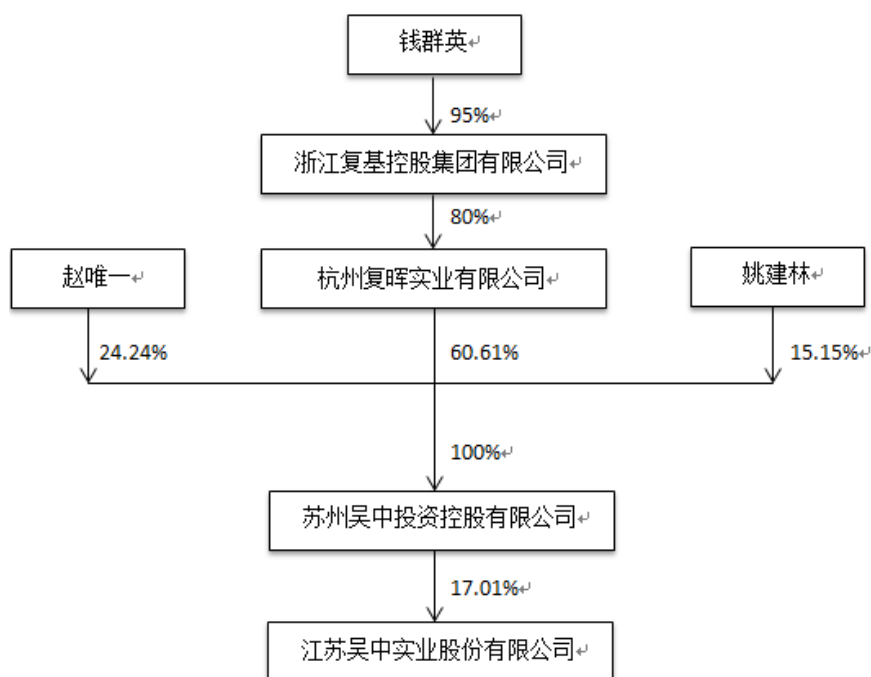 钱群英
95%
浙江复基控股集团有限公司
80%
赵唯一
杭州复晖实业有限公司
姚建林
24.24%
60.61%
15.15%
100%
苏州吴中投资控股有限公司
17.01%
江苏吴中实业股份有限公司